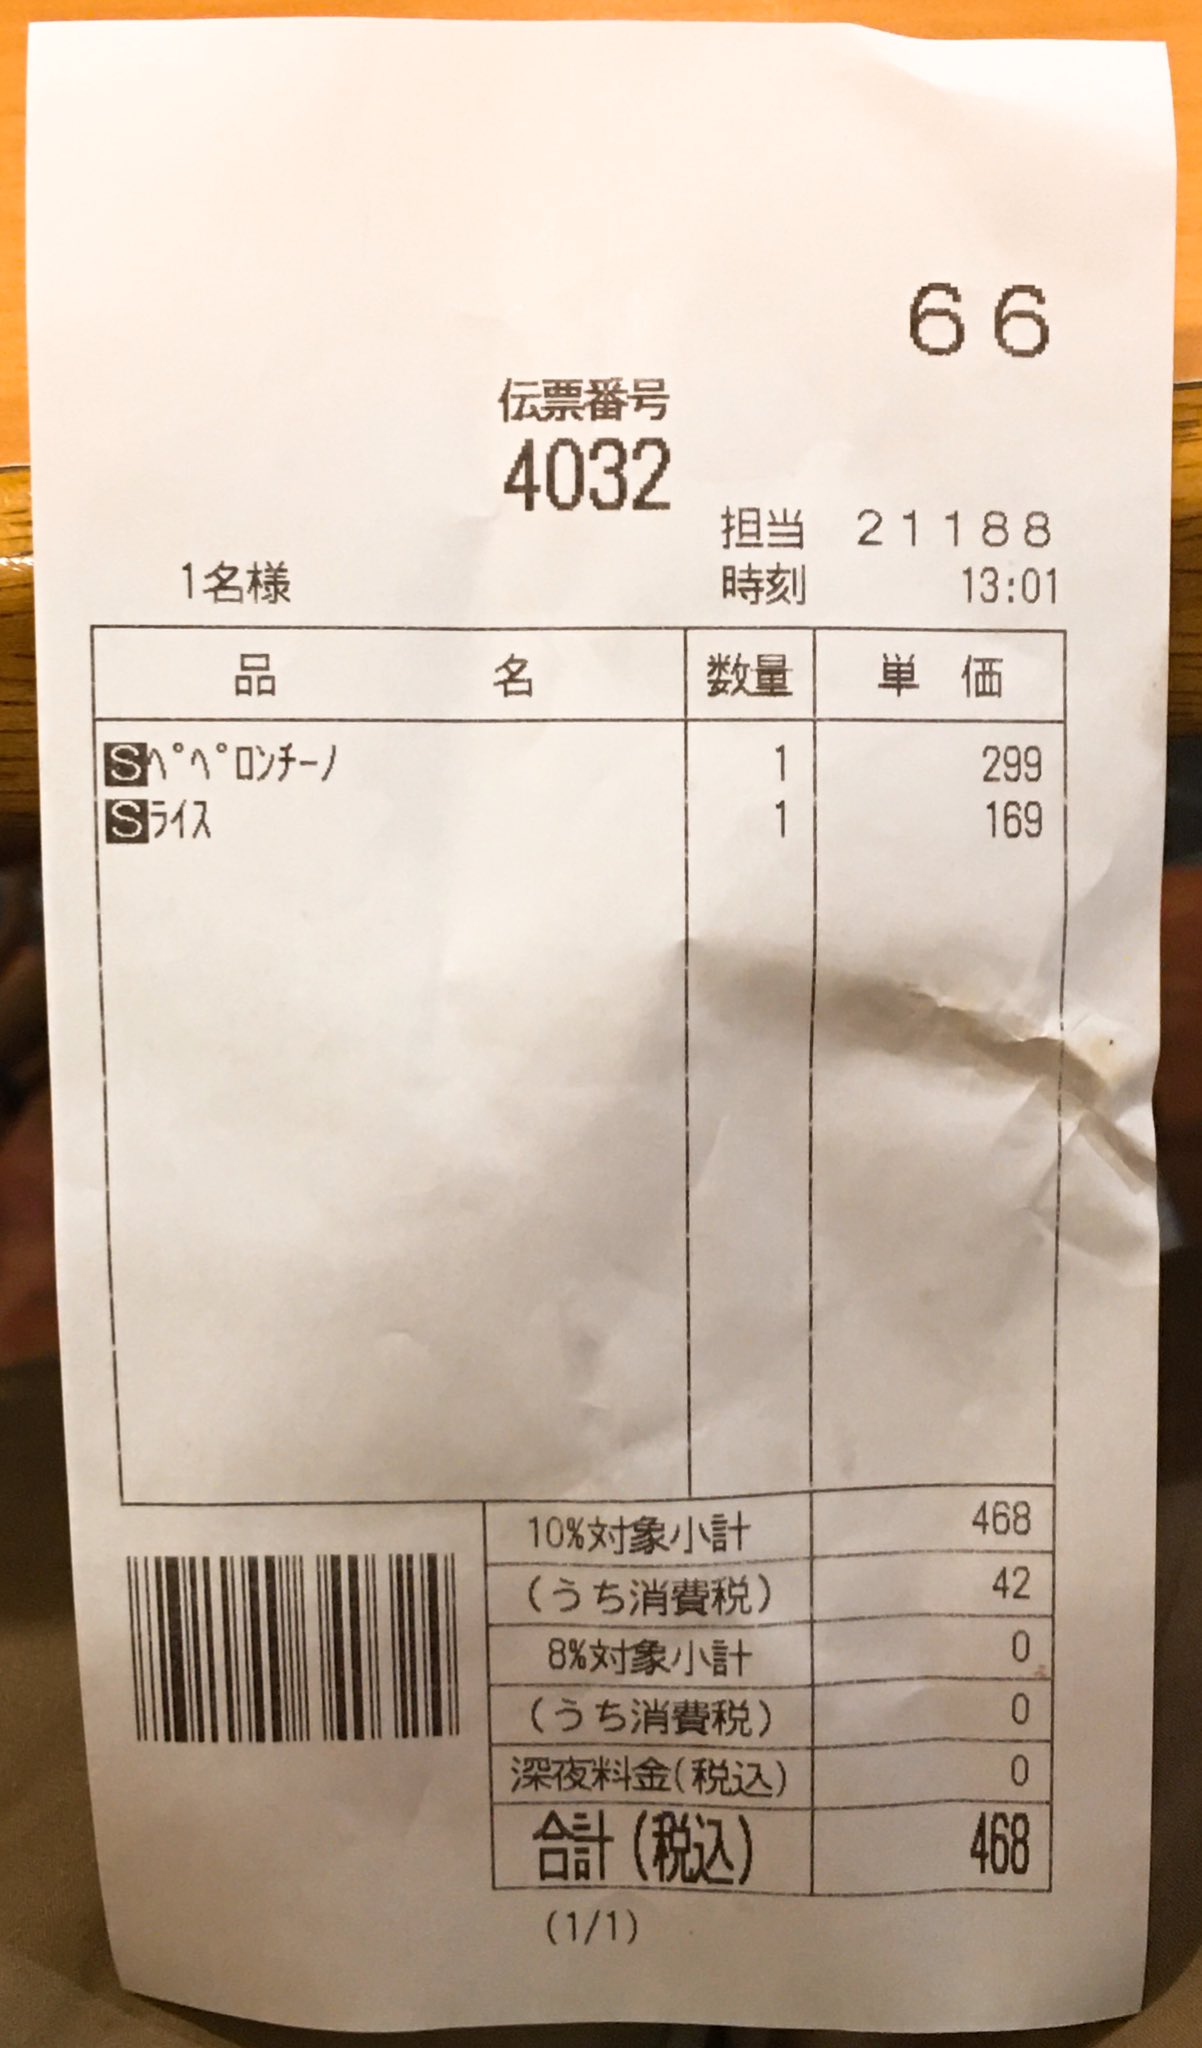 66
伝票番号
4032
担当 21188
1名様 時刻 13:01
品名 数量 単価
Sﾍﾟﾍﾟﾛﾝﾁｰﾉ 1 299
Sﾗｲｽ 1 169
10%対象小計 468
(うち消費税) 42
8%対象小計 0
(うち消費税) 0
深夜料金(税込) 0
合計(税込) 468
(1/1)